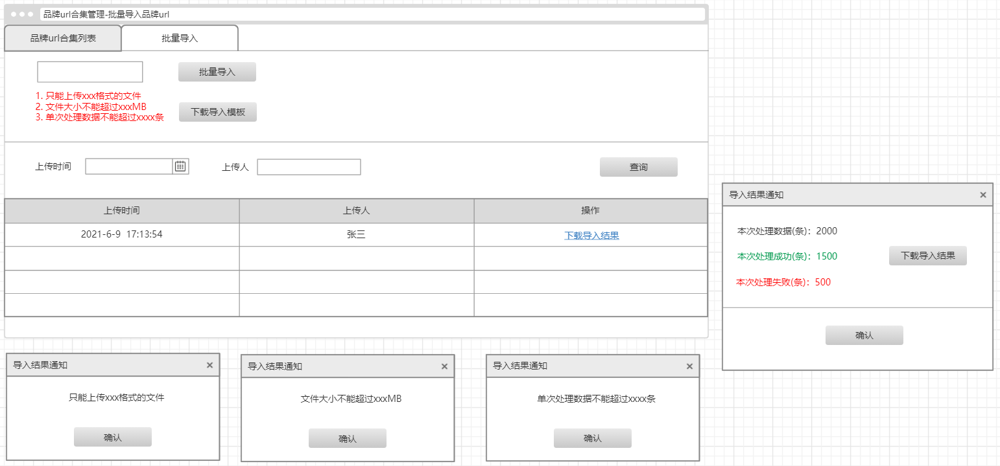 品牌url合集管理-批量导入品牌url
品牌url合集列表
批量导入
批量导入
1. 只能上传xxx格式的文件
2. 文件大小不能超过xxxMB
3. 单次处理数据不能超过xxxx条
下载导入模板
上传时间
上传人
查询
上传时间 上传人 操作
2021-6-9 17:13:54 张三 下载导入结果
导入结果通知
本次处理数据(条)：2000
本次处理成功(条)：1500
下载导入结果
本次处理失败(条)：500
确认
导入结果通知
只能上传xxx格式的文件
确认
导入结果通知
文件大小不能超过xxxMB
确认
导入结果通知
单次处理数据不能超过xxxx条
确认